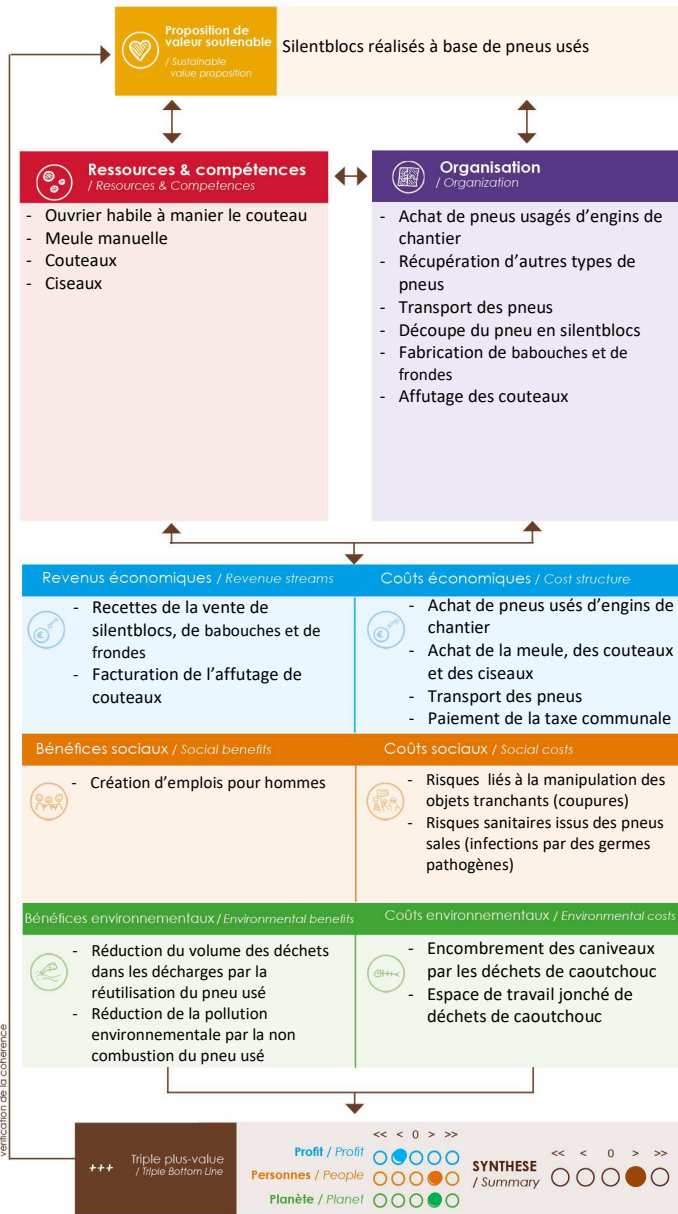 Proposition de
valeur soutenable
/ Sustainable
value proposition
Silentblocs réalisés à base de pneus usés
Ressources & compétences
/ Resources & Competences
- Ouvrier habile à manier le couteau
- Meule manuelle
- Couteaux
- Ciseaux
Organisation
/ Organization
- Achat de pneus usagés d'engins de
chantier
- Récupération d'autres types de
pneus
- Transport des pneus
- Découpe du pneu en silentblocs
- Fabrication de babouches et de
frondes
- Affutage des couteaux
Revenus économiques / Revenue streams
- Recettes de la vente de
silentblocs, de babouches et de
frondes
- Facturation de l'affutage de
couteaux
Coûts économiques / Cost structure
- Achat de pneus usés d'engins de
chantier
- Achat de la meule, des couteaux
et des ciseaux
- Transport des pneus
- Paiement de la taxe communale
Bénéfices sociaux / Social benefits
- Création d'emplois pour hommes
Coûts sociaux / Social costs
- Risques liés à la manipulation des
objets tranchants (coupures)
- Risques sanitaires issus des pneus
sales (infections par des germes
pathogènes)
Bénéfices environnementaux / Environmental benefits
- Réduction du volume des déchets
dans les décharges par la
réutilisation du pneu usé
- Réduction de la pollution
environnementale par la non
combustion du pneu usé
Coûts environnementaux / Environmental costs
- Encombrement des caniveaux
par les déchets de caoutchouc
- Espace de travail jonché de
déchets de caoutchouc
vérification de la cohérence
+++ Triple plus-value
/ Triple Bottom Line
<< < 0 > >>
Profit / Profit
Personnes / People
Planète / Planet
SYNTHESE
/ Summary
<< < 0 > >>